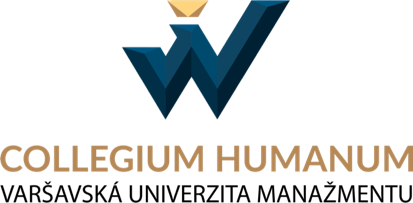 COLLEGIUM HUMANUM
VARŠAVSKÁ UNIVERZITA MANAŽMENTU